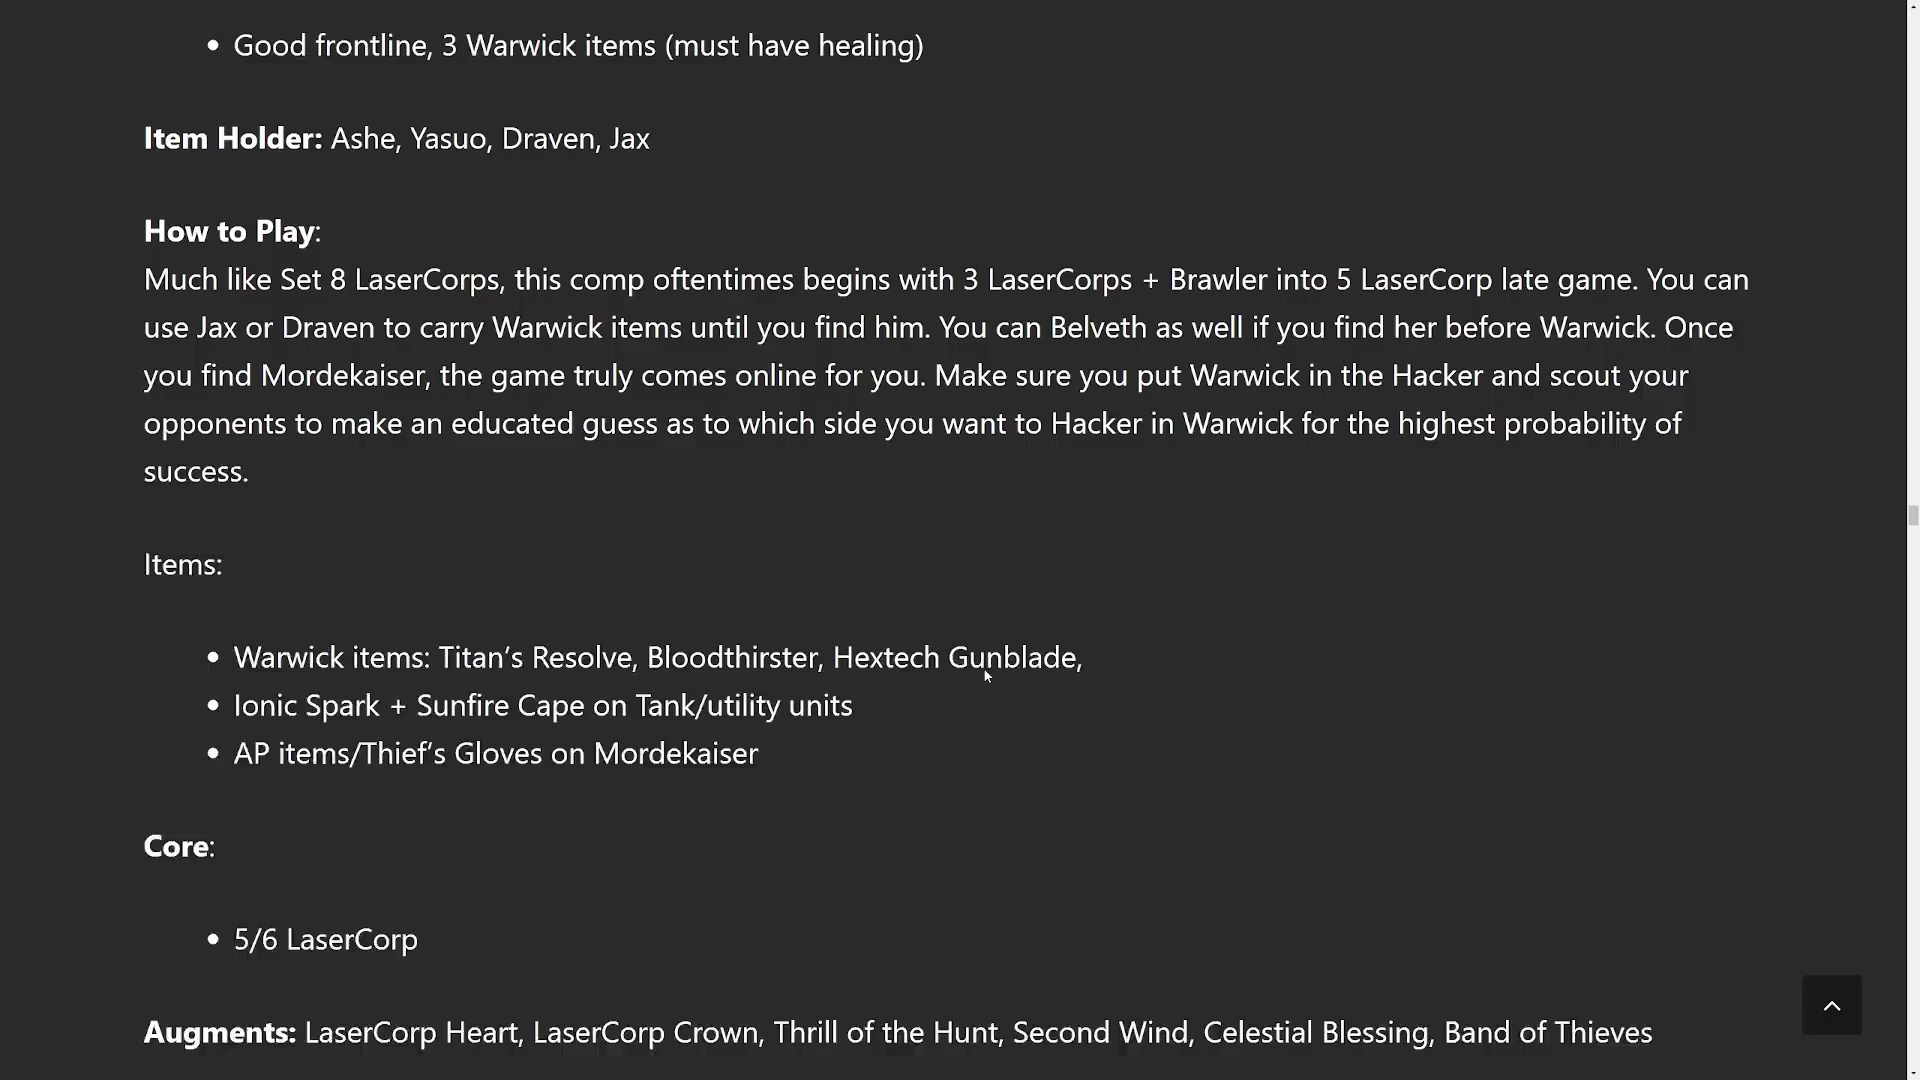 • Good frontline, 3 Warwick items (must have healing)
Item Holder: Ashe, Yasuo, Draven, Jax
How to Play:
Much like Set 8 LaserCorps, this comp oftentimes begins with 3 LaserCorps + Brawler into 5 LaserCorp late game. You can
use Jax or Draven to carry Warwick items until you find him. You can Belveth as well if you find her before Warwick. Once
you find Mordekaiser, the game truly comes online for you. Make sure you put Warwick in the Hacker and scout your
opponents to make an educated guess as to which side you want to Hacker in Warwick for the highest probability of
success.
Items:
• Warwick items: Titan’s Resolve, Bloodthirster, Hextech Gunblade,
• Ionic Spark + Sunfire Cape on Tank/utility units
• AP items/Thief’s Gloves on Mordekaiser
Core:
• 5/6 LaserCorp
Augments: LaserCorp Heart, LaserCorp Crown, Thrill of the Hunt, Second Wind, Celestial Blessing, Band of Thieves